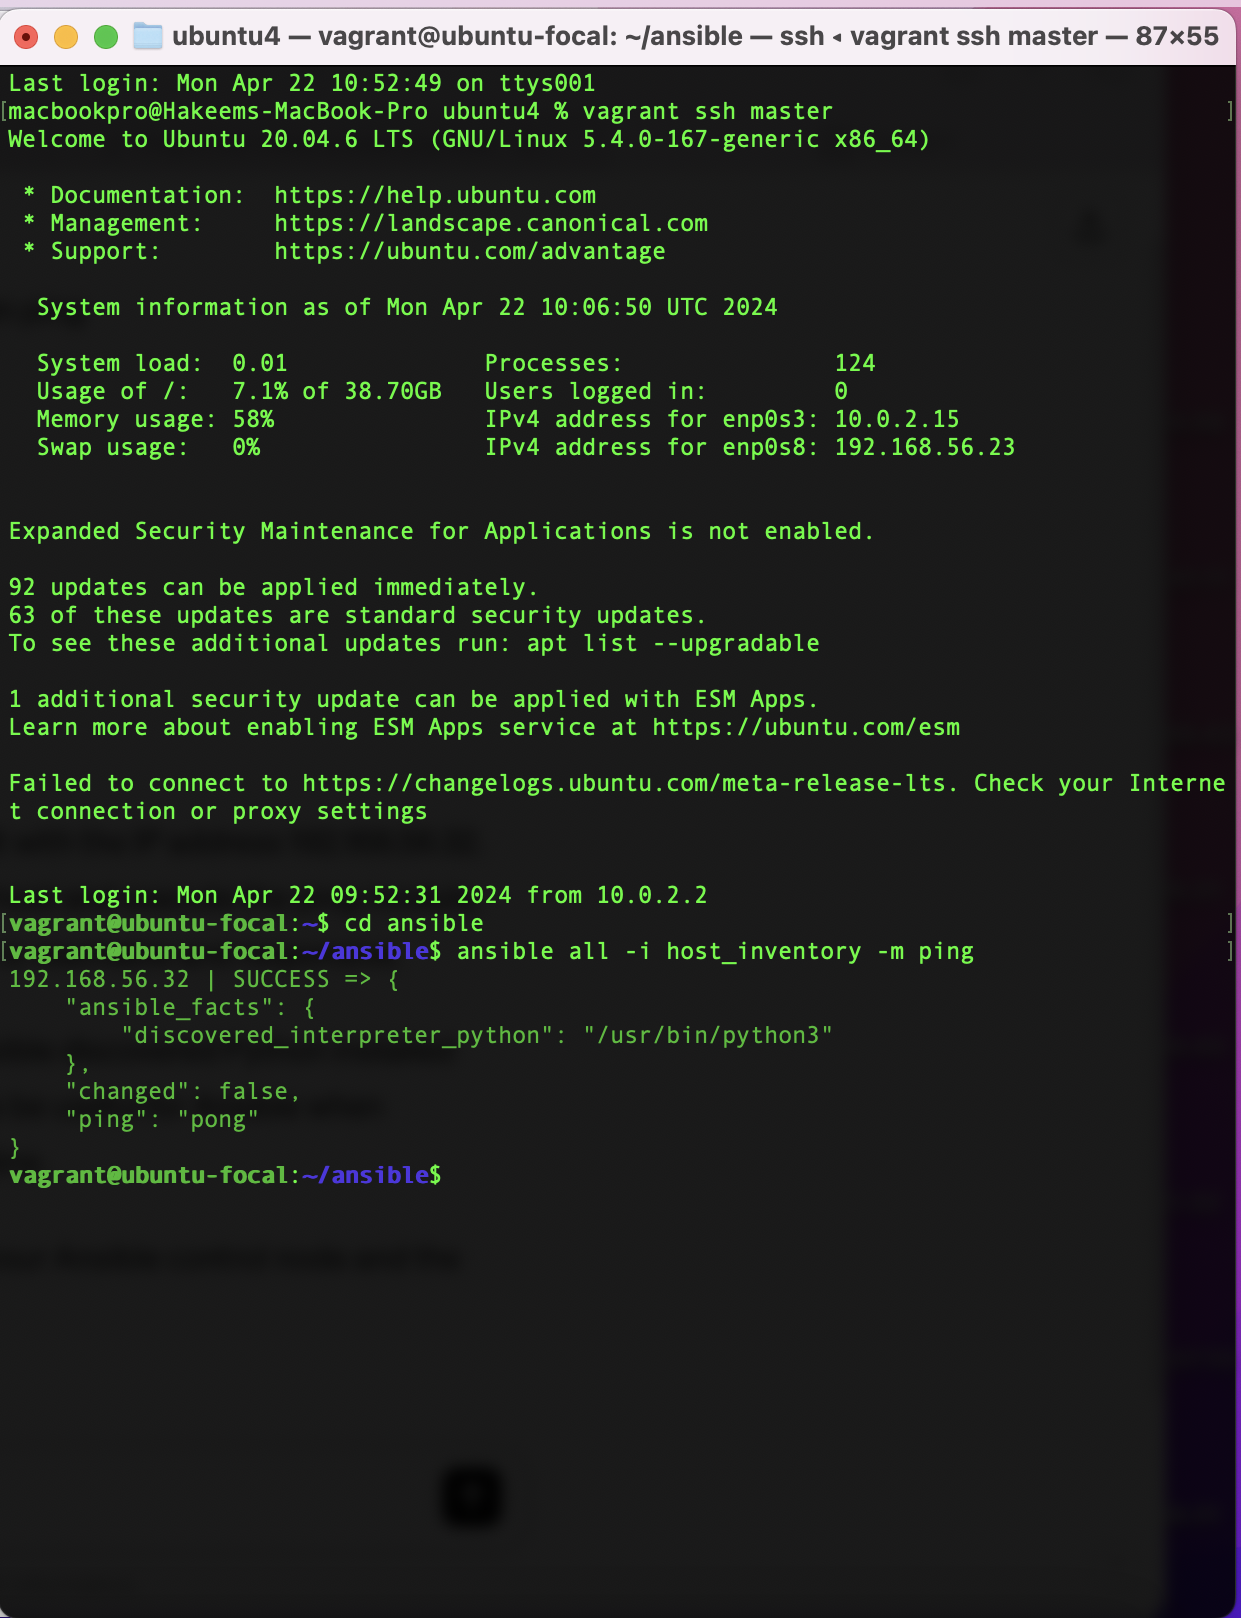 ubuntu4 — vagrant@ubuntu-focal: ~/ansible — ssh ◂ vagrant ssh master — 87×55
Last login: Mon Apr 22 10:52:49 on ttys001
[macbookpro@Hakeems-MacBook-Pro ubuntu4 % vagrant ssh master ]
Welcome to Ubuntu 20.04.6 LTS (GNU/Linux 5.4.0-167-generic x86_64)
* Documentation:  https://help.ubuntu.com
* Management:     https://landscape.canonical.com
* Support:        https://ubuntu.com/advantage
System information as of Mon Apr 22 10:06:50 UTC 2024
System load:  0.01              Processes:               124
Usage of /:   7.1% of 38.70GB   Users logged in:         0
Memory usage: 58%               IPv4 address for enp0s3: 10.0.2.15
Swap usage:   0%                IPv4 address for enp0s8: 192.168.56.23
Expanded Security Maintenance for Applications is not enabled.
92 updates can be applied immediately.
63 of these updates are standard security updates.
To see these additional updates run: apt list --upgradable
1 additional security update can be applied with ESM Apps.
Learn more about enabling ESM Apps service at https://ubuntu.com/esm
Failed to connect to https://changelogs.ubuntu.com/meta-release-lts. Check your Interne
t connection or proxy settings
Last login: Mon Apr 22 09:52:31 2024 from 10.0.2.2
[vagrant@ubuntu-focal:~$ cd ansible ]
[vagrant@ubuntu-focal:~/ansible$ ansible all -i host_inventory -m ping ]
192.168.56.32 | SUCCESS => {
    "ansible_facts": {
        "discovered_interpreter_python": "/usr/bin/python3"
    },
    "changed": false,
    "ping": "pong"
}
vagrant@ubuntu-focal:~/ansible$